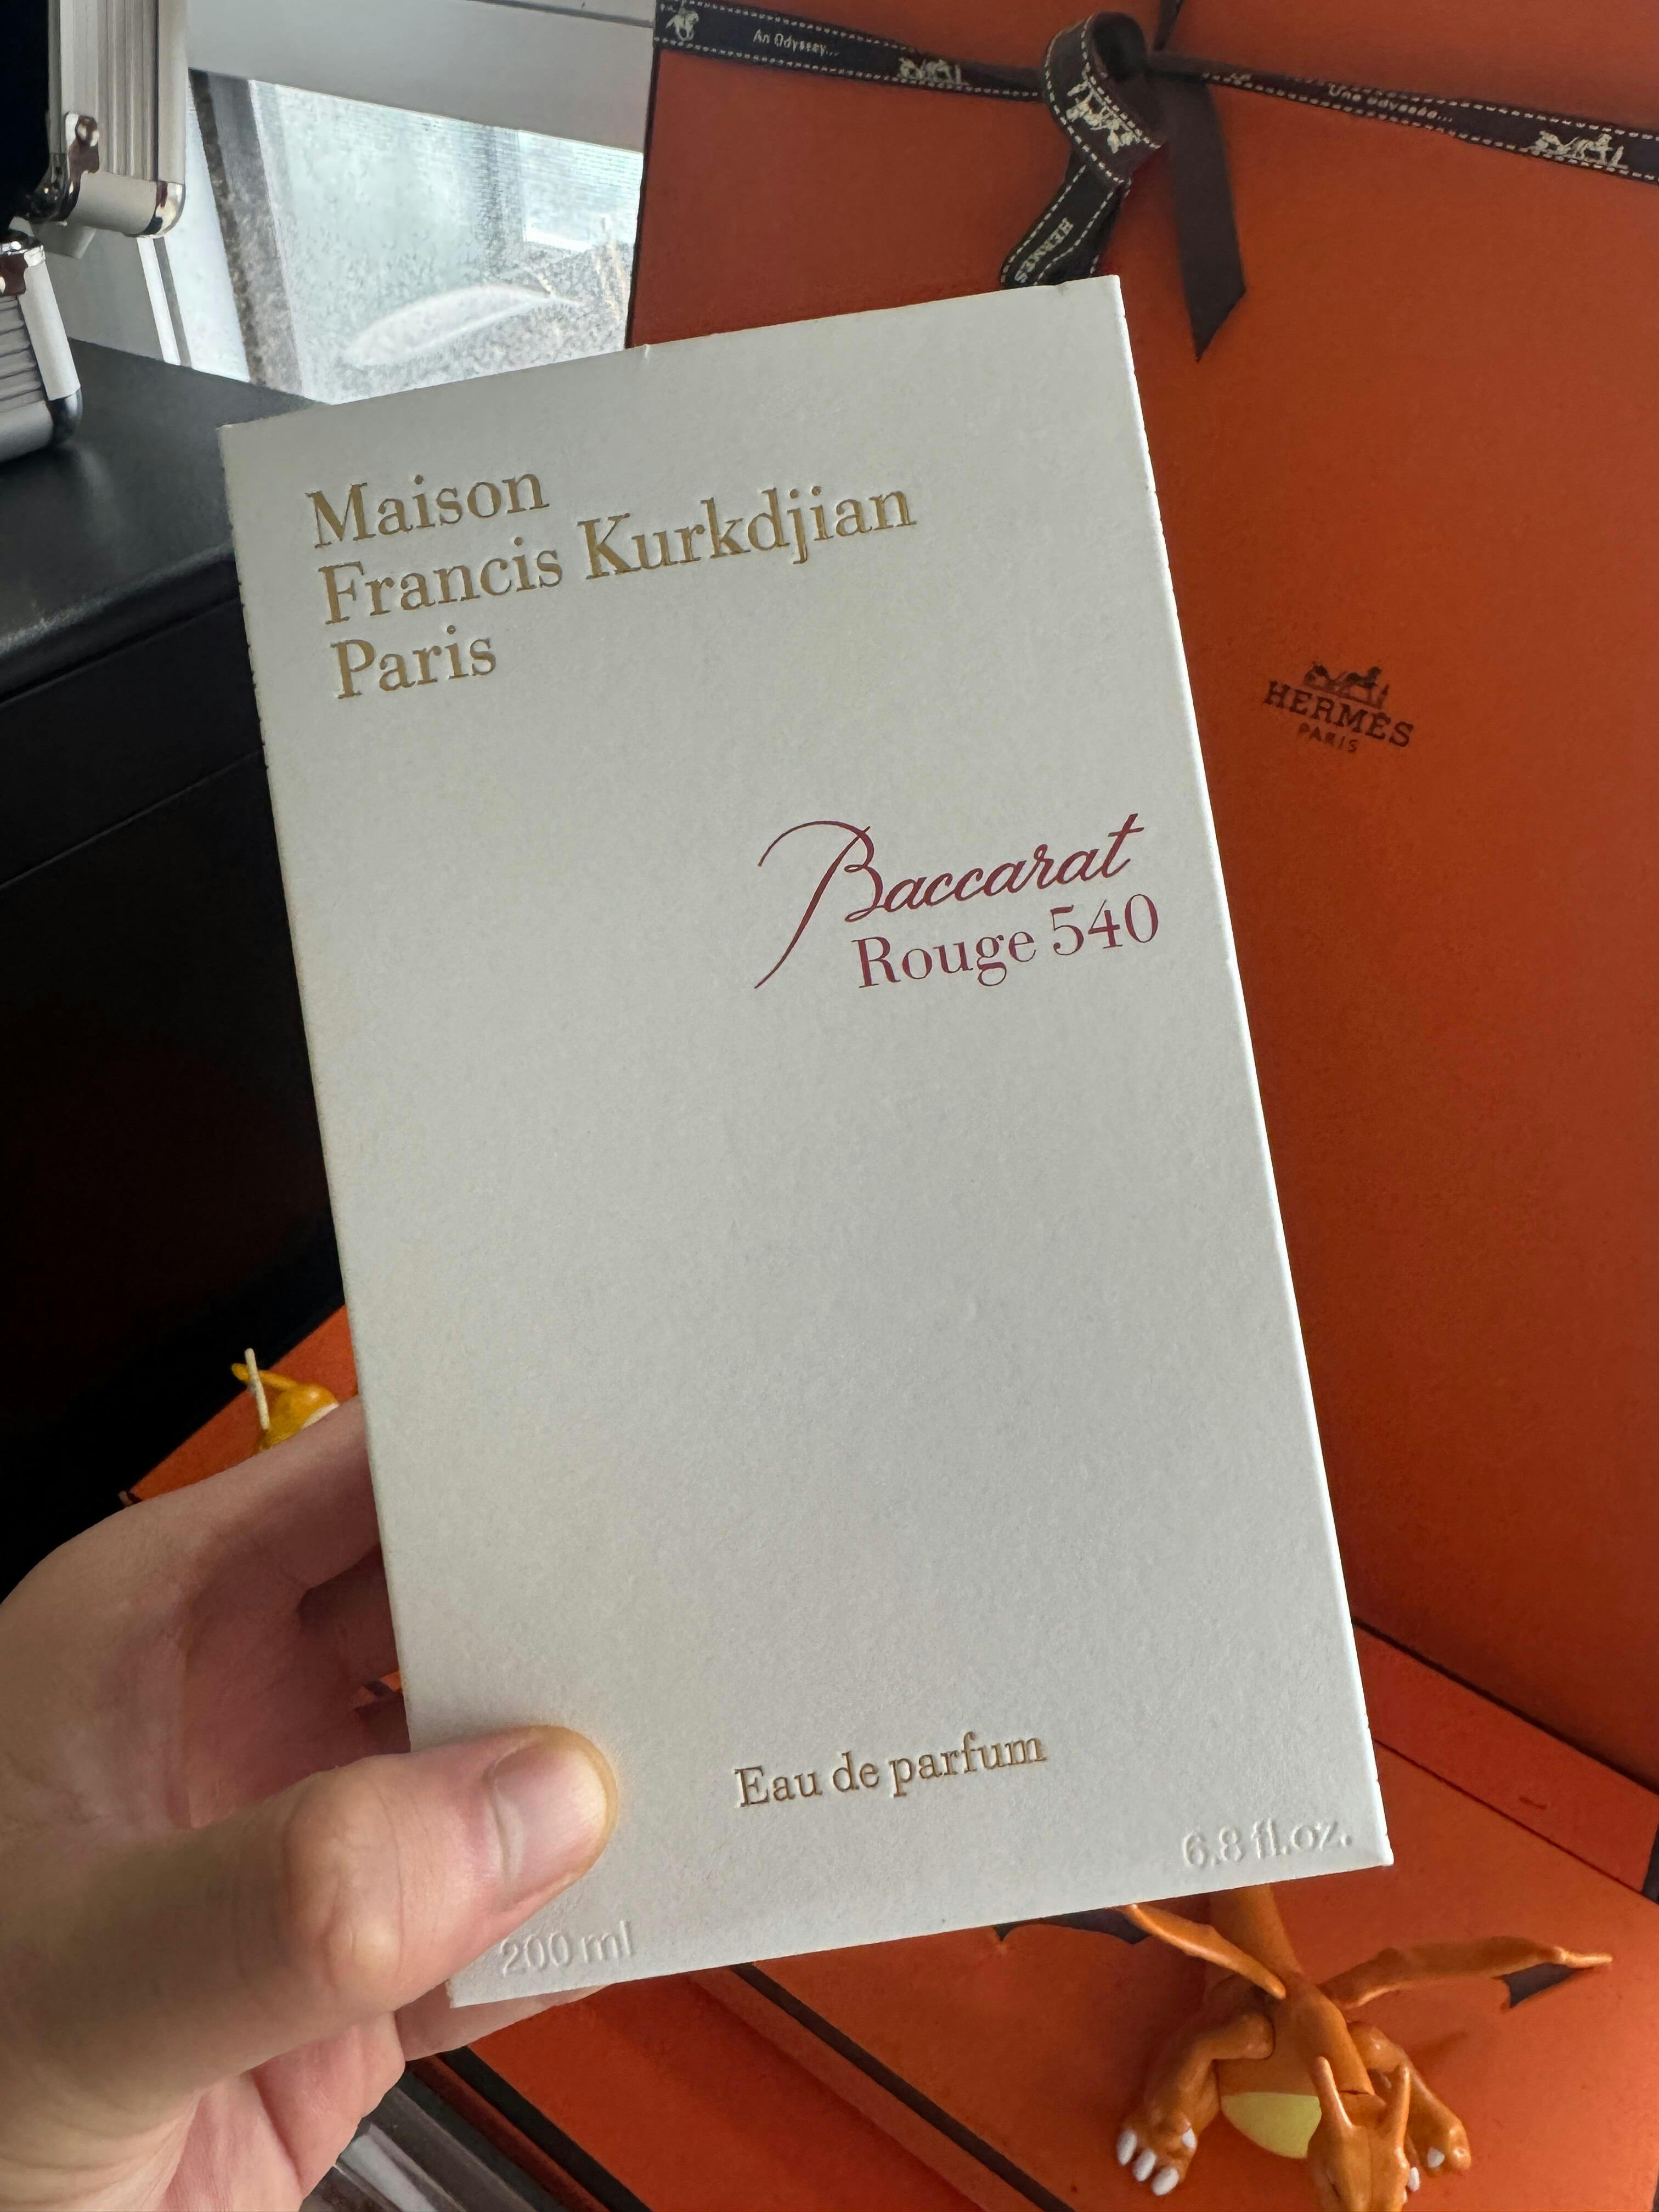 An Odyssey...
Une odyssée...
HERMES
Maison
Francis Kurkdjian
Paris
HERMÈS
PARIS
Baccarat
Rouge 540
Eau de parfum
6.8 fl.oz.
200 ml